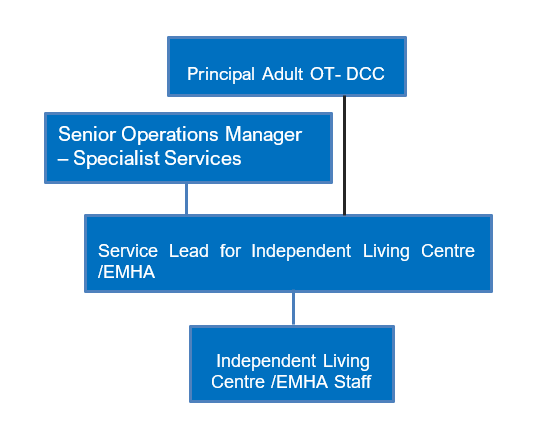 Principal Adult OT- DCC
Senior Operations Manager
– Specialist Services
Service Lead for Independent Living Centre
/EMHA
Independent Living
Centre /EMHA Staff